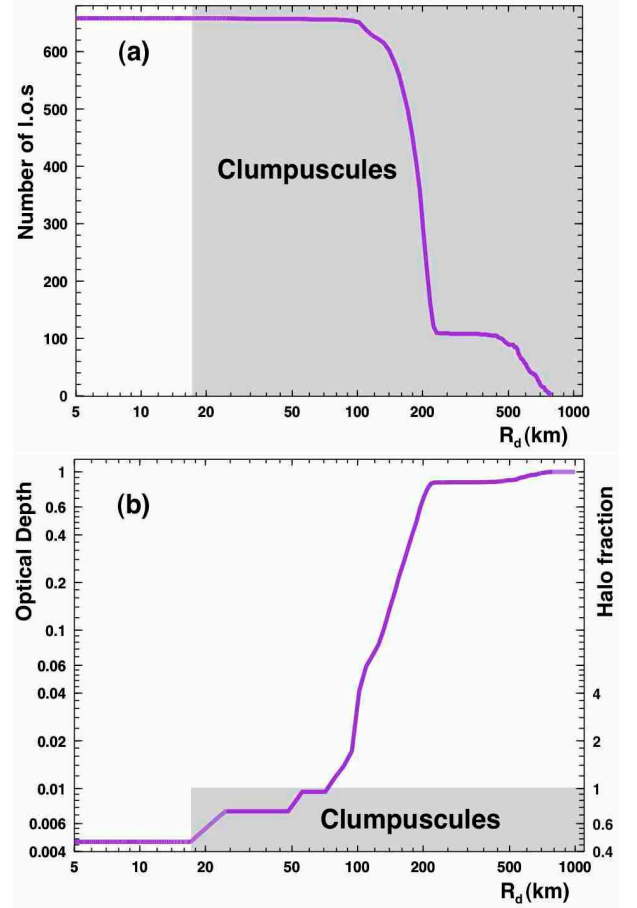 (a)
Number of l.o.s
600
500
400
300
200
100
0
Clumpuscules
5 10 20 50 100 200 500 1000
R_d (km)
(b)
Optical Depth
1
0.6
0.4
0.2
0.1
0.06
0.04
0.02
0.01
0.006
0.004
Halo fraction
4
2
1
0.6
0.4
Clumpuscules
5 10 20 50 100 200 500 1000
R_d (km)